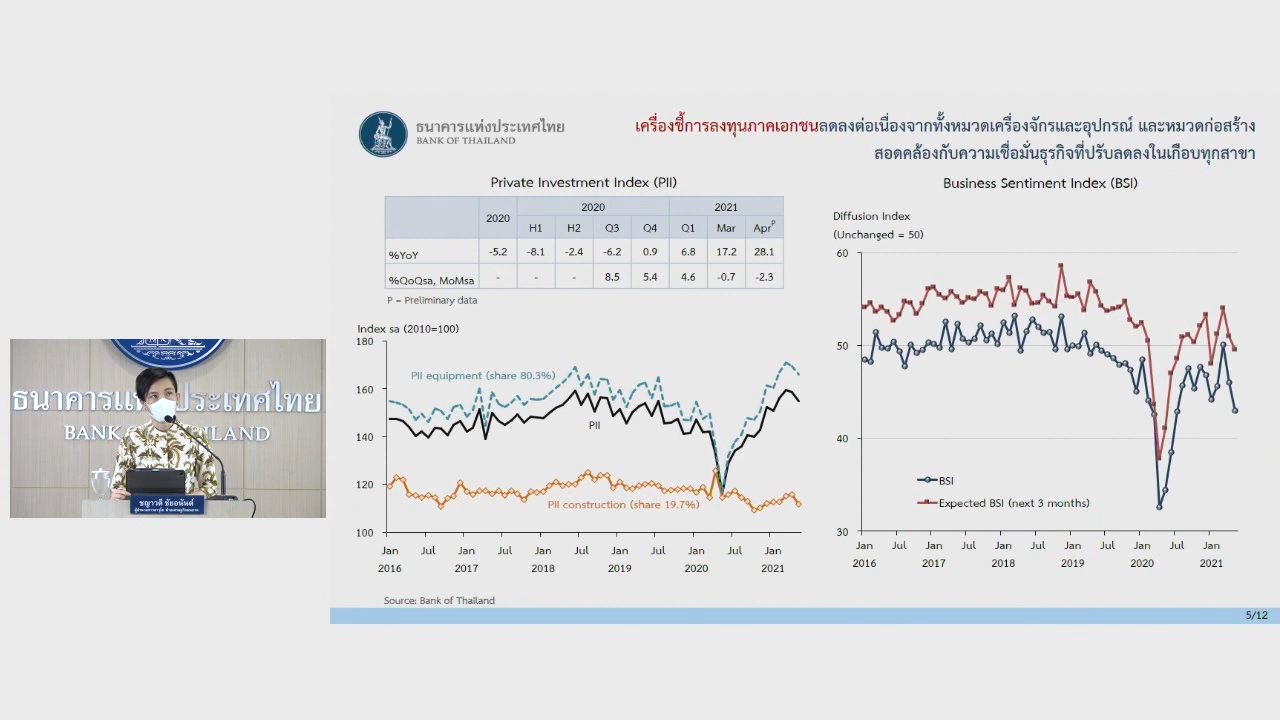 ธนาคารแห่งประเทศไทย
BANK OF THAILAND
เครื่องชี้การลงทุนภาคเอกชนลดลงต่อเนื่องจากทั้งหมวดเครื่องจักรและอุปกรณ์ และหมวดก่อสร้าง
สอดคล้องกับความเชื่อมั่นธุรกิจที่ปรับลดลงในเกือบทุกสาขา
Private Investment Index (PII)
2020 2020 2021
H1 H2 Q3 Q4 Q1 Mar Apr P
%YoY -5.2 -8.1 -2.4 -6.2 0.9 6.8 17.2 28.1
%QoQsa, MoMsa - - - 8.5 5.4 4.6 -0.7 -2.3
P = Preliminary data
Index sa (2010=100)
180
160
140
120
100
PII equipment (share 80.3%)
PII
PII construction (share 19.7%)
Jan Jul Jan Jul Jan Jul Jan Jul Jan Jul Jan
2016 2017 2018 2019 2020 2021
Source: Bank of Thailand
Business Sentiment Index (BSI)
Diffusion Index
(Unchanged = 50)
60
50
40
30
BSI
Expected BSI (next 3 months)
Jan Jul Jan Jul Jan Jul Jan Jul Jan Jul Jan
2016 2017 2018 2019 2020 2021
5/12
ธนาคารแห่งประเทศไทย
BANK OF THAILAND
ชญาวดี ชัยอนันต์